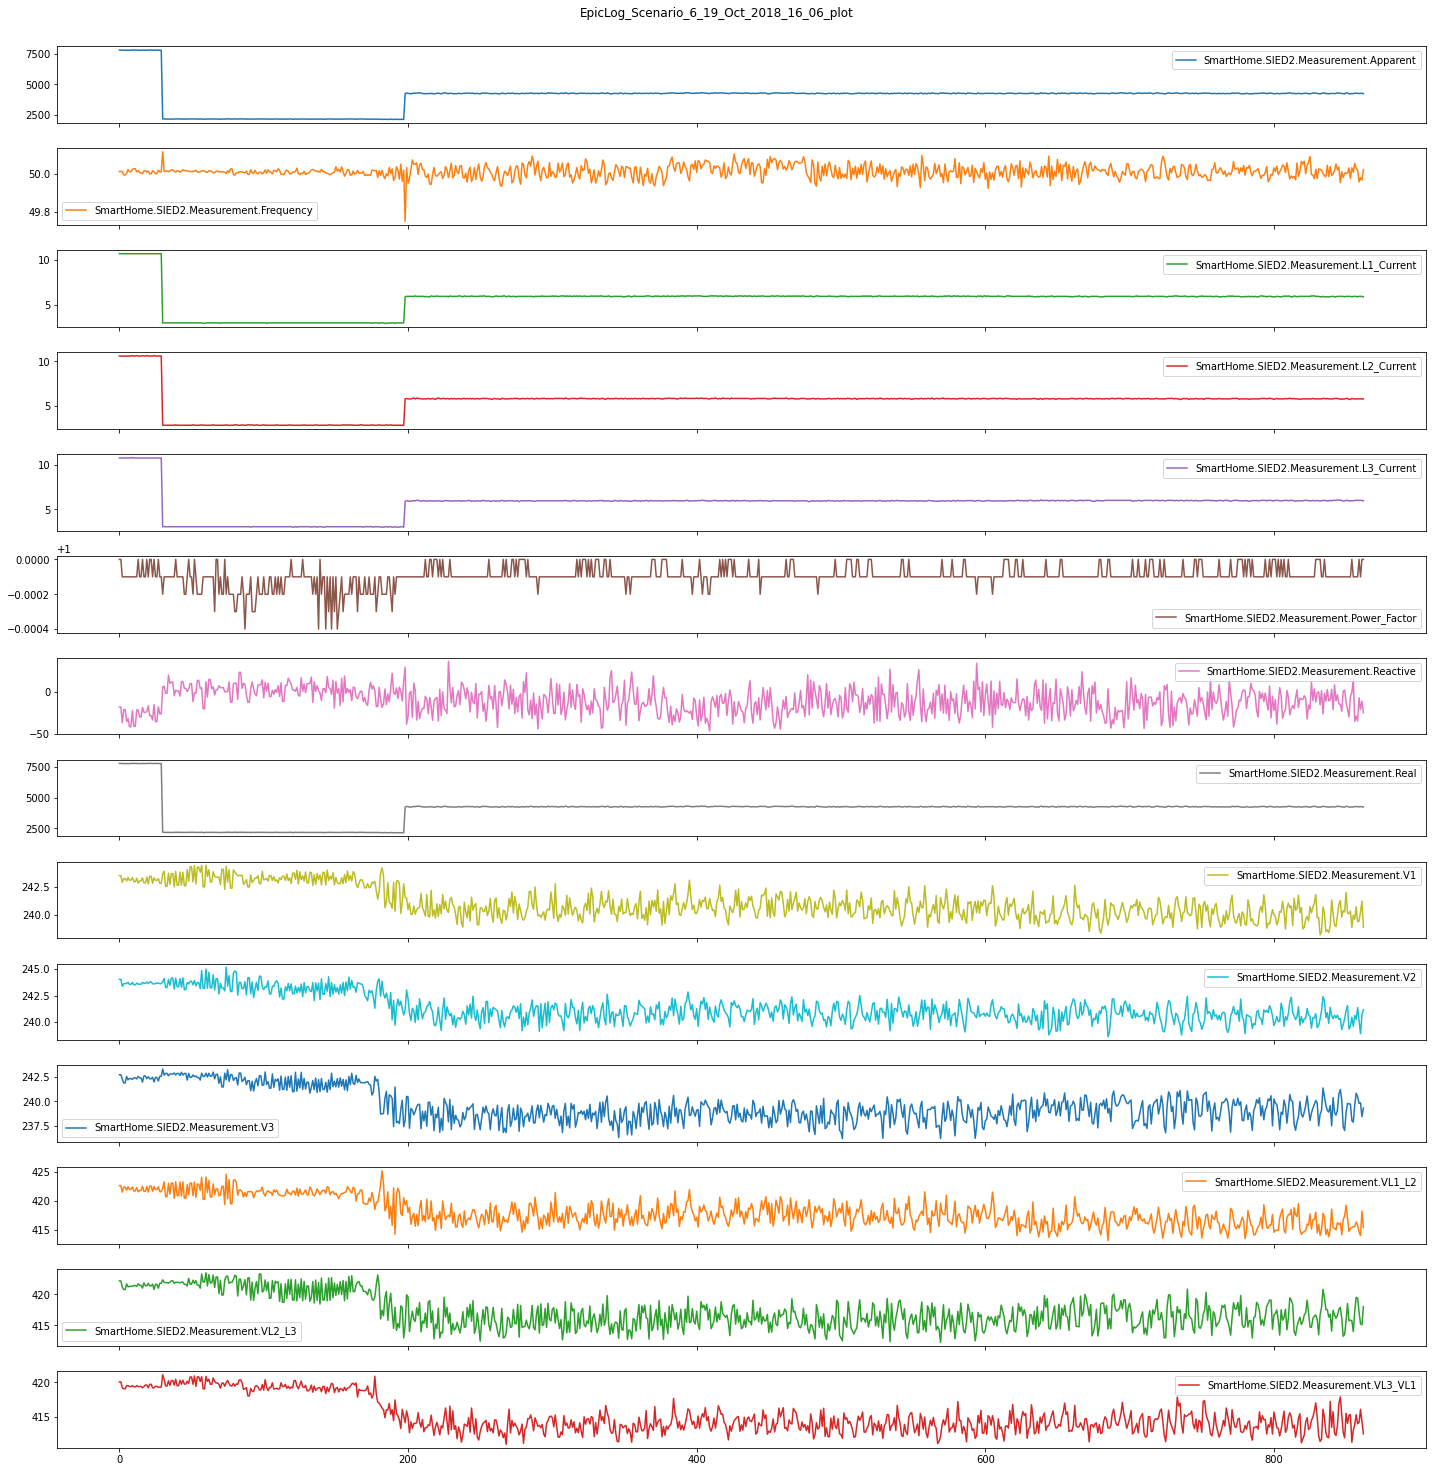 EpicLog_Scenario_6_19_Oct_2018_16_06_plot
7500
5000
2500
SmartHome.SIED2.Measurement.Apparent
50.0
49.8
SmartHome.SIED2.Measurement.Frequency
10
5
SmartHome.SIED2.Measurement.L1_Current
10
5
SmartHome.SIED2.Measurement.L2_Current
10
5
SmartHome.SIED2.Measurement.L3_Current
+1
0.0000
−0.0002
−0.0004
SmartHome.SIED2.Measurement.Power_Factor
0
−50
SmartHome.SIED2.Measurement.Reactive
7500
5000
2500
SmartHome.SIED2.Measurement.Real
242.5
240.0
SmartHome.SIED2.Measurement.V1
245.0
242.5
240.0
SmartHome.SIED2.Measurement.V2
242.5
240.0
237.5
SmartHome.SIED2.Measurement.V3
425
420
415
SmartHome.SIED2.Measurement.VL1_L2
420
415
SmartHome.SIED2.Measurement.VL2_L3
420
415
SmartHome.SIED2.Measurement.VL3_VL1
0 200 400 600 800